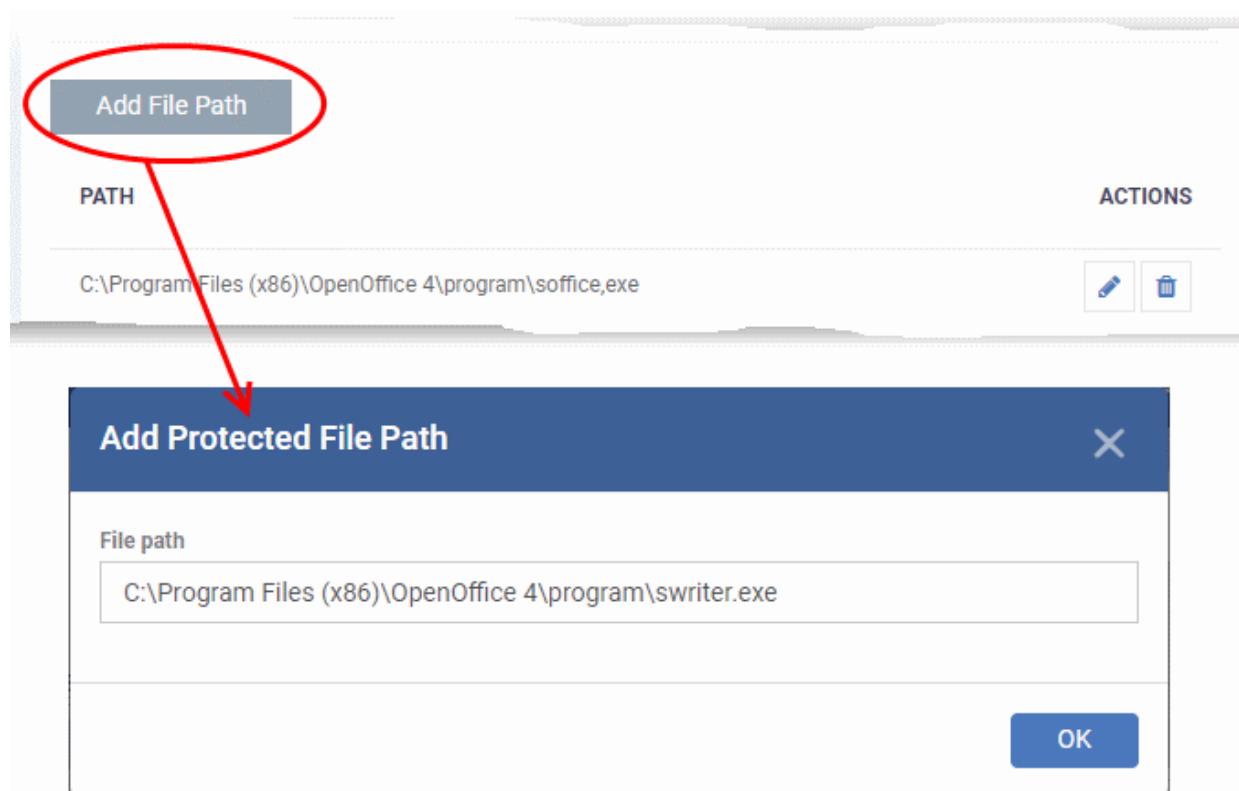 Add File Path
PATH ACTIONS
C:\Program Files (x86)\OpenOffice 4\program\soffice,exe
Add Protected File Path
File path
C:\Program Files (x86)\OpenOffice 4\program\swriter.exe
OK